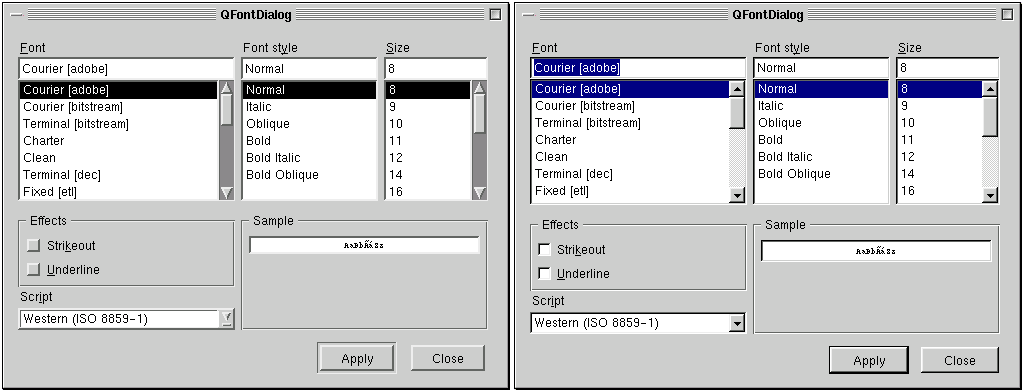 QFontDialog
Font
Font style
Size
Courier [adobe]
Normal
8
Courier [adobe]
Courier [bitstream]
Terminal [bitstream]
Charter
Clean
Terminal [dec]
Fixed [etl]
Normal
Italic
Oblique
Bold
Bold Italic
Bold Oblique
8
9
10
11
12
14
16
Effects
Strikeout
Underline
Sample
AaBbÃáZz
Script
Western (ISO 8859-1)
Apply
Close
QFontDialog
Font
Font style
Size
Courier [adobe]
Normal
8
Courier [adobe]
Courier [bitstream]
Terminal [bitstream]
Charter
Clean
Terminal [dec]
Fixed [etl]
Normal
Italic
Oblique
Bold
Bold Italic
Bold Oblique
8
9
10
11
12
14
16
Effects
Strikeout
Underline
Sample
AaBbÃáZz
Script
Western (ISO 8859-1)
Apply
Close